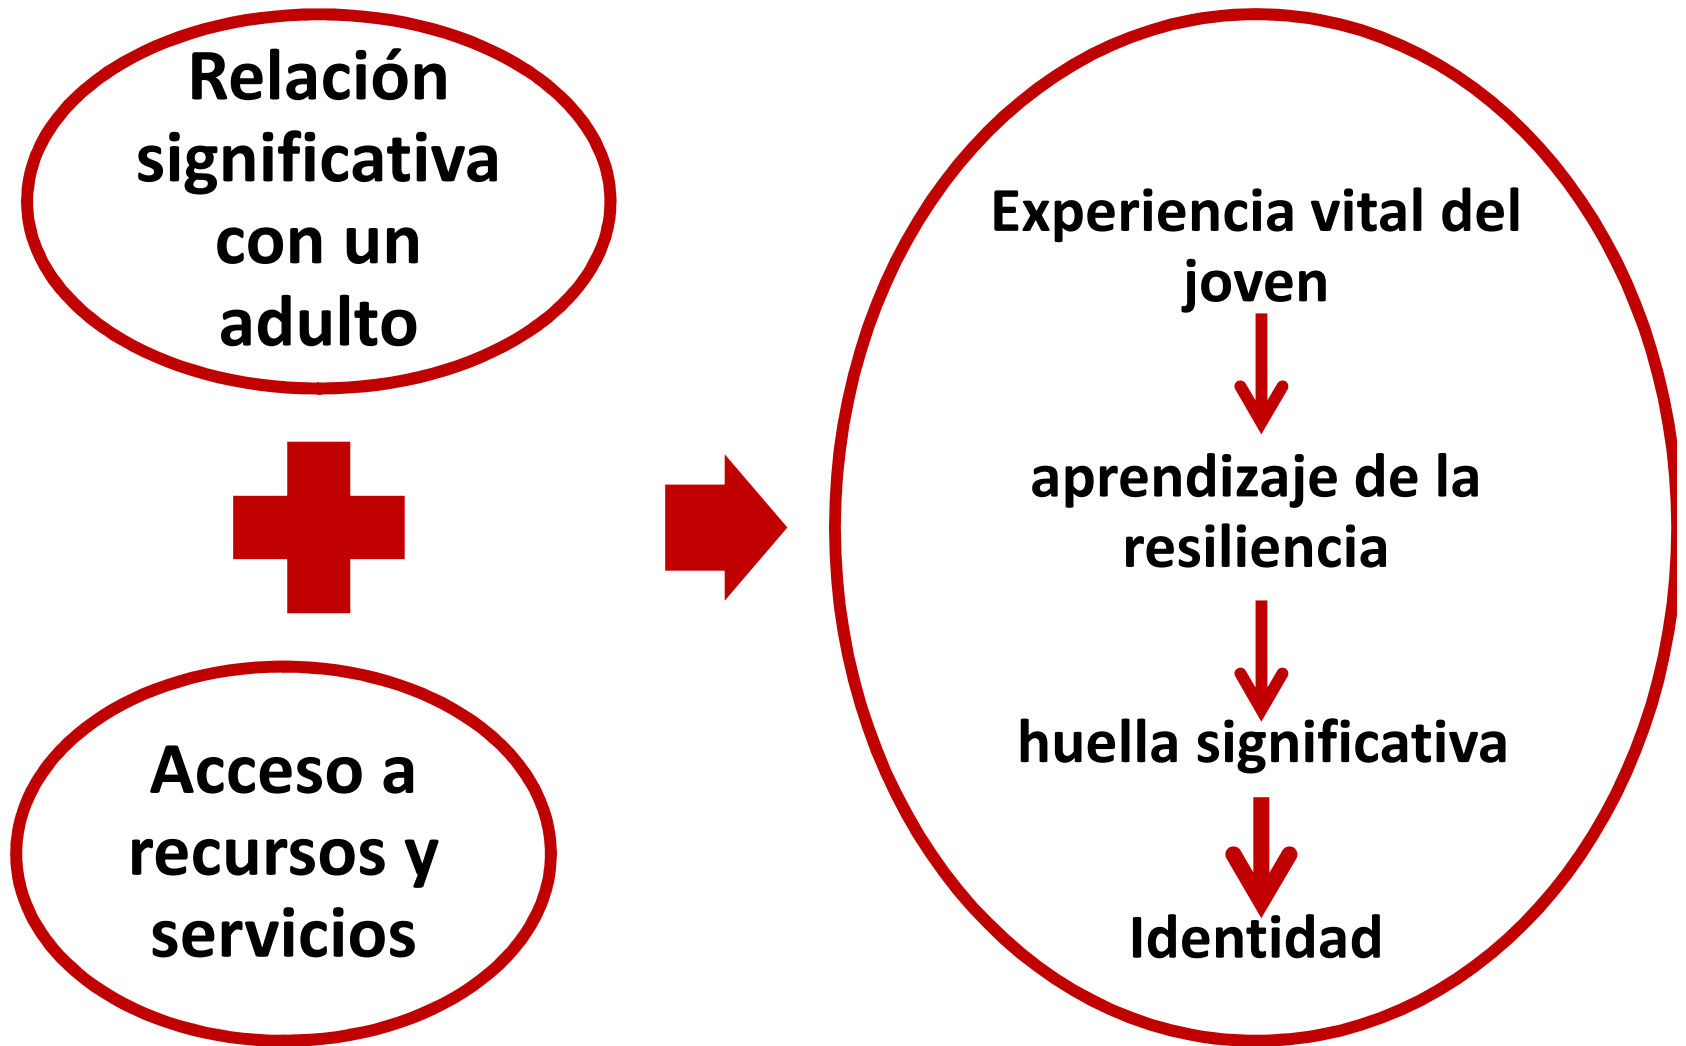 Relación
significativa
con un
adulto
Acceso a
recursos y
servicios
Experiencia vital del
joven
aprendizaje de la
resiliencia
huella significativa
Identidad